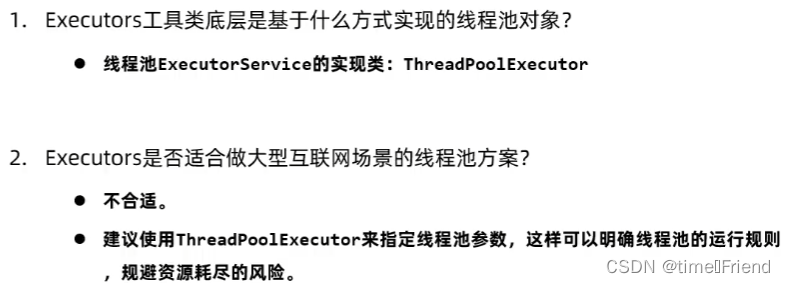 1. Executors工具类底层是基于什么方式实现的线程池对象?
● 线程池ExecutorService的实现类：ThreadPoolExecutor
2. Executors是否适合做大型互联网场景的线程池方案?
● 不合适。
● 建议使用ThreadPoolExecutor来指定线程池参数，这样可以明确线程池的运行规则
，规避资源耗尽的风险。
CSDN @time▯Friend